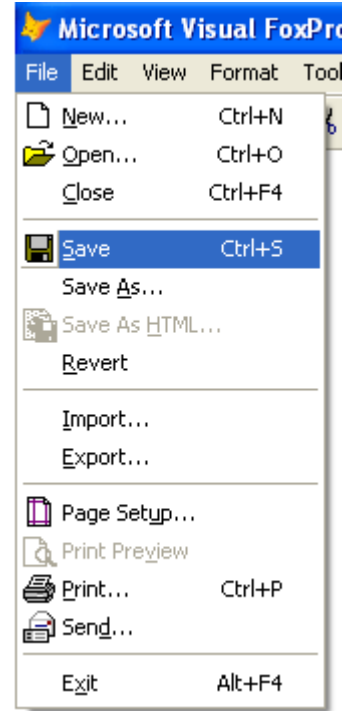 Microsoft Visual FoxPro
File Edit View Format Tool
New... Ctrl+N
Open... Ctrl+O
Close Ctrl+F4
Save Ctrl+S
Save As...
Save As HTML...
Revert
Import...
Export...
Page Setup...
Print Preview
Print... Ctrl+P
Send...
Exit Alt+F4